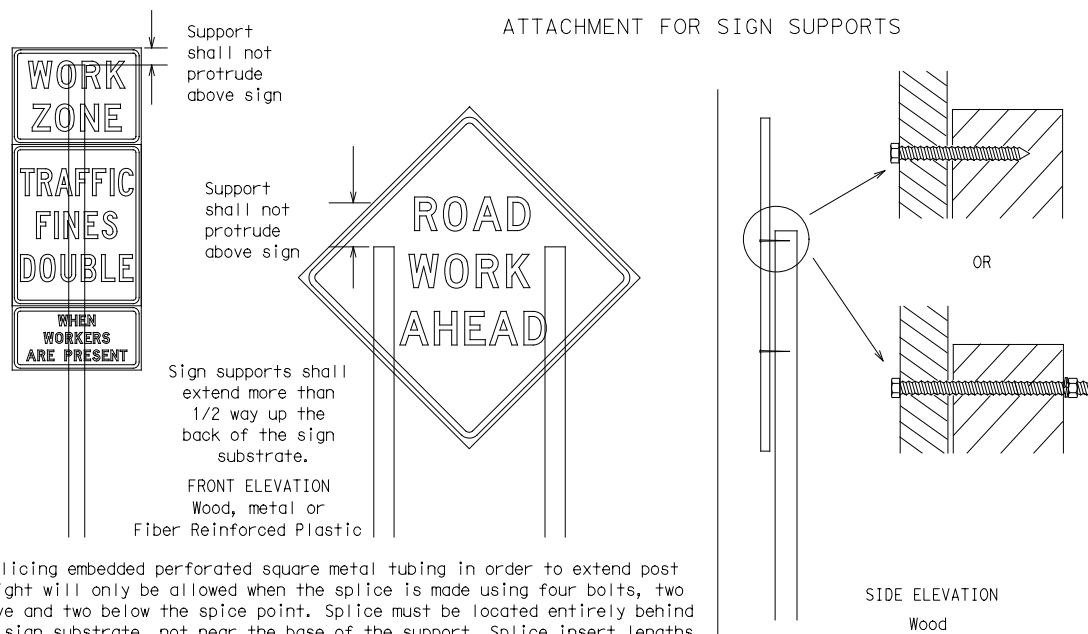 ATTACHMENT FOR SIGN SUPPORTS
WORK
ZONE
TRAFFIC
FINES
DOUBLE
WHEN
WORKERS
ARE PRESENT
Support
shall not
protrude
above sign
Support
shall not
protrude
above sign
ROAD
WORK
AHEAD
Sign supports shall
extend more than
1/2 way up the
back of the sign
substrate.
FRONT ELEVATION
Wood, metal or
Fiber Reinforced Plastic
OR
SIDE ELEVATION
Wood
licing embedded perforated square metal tubing in order to extend post
ight will only be allowed when the splice is made using four bolts, two
ve and two below the spice point. Splice must be located entirely behind
sign substrate, not near the base of the support. Splice insert lengths